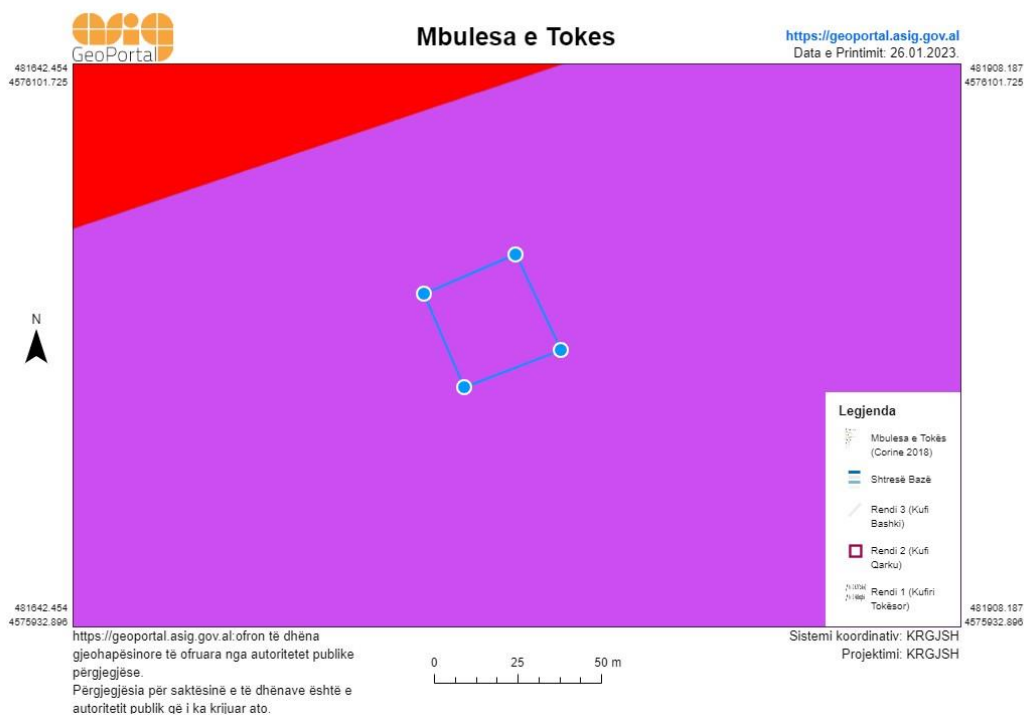 asig
GeoPortal
Mbulesa e Tokes
https://geoportal.asig.gov.al
Data e Printimit: 26.01.2023.
481642.454
4576101.725
481908.187
4576101.725
N
Legjenda
Mbulesa e Tokës
(Corine 2018)
Shtresë Bazë
Rendi 3 (Kufi
Bashki)
Rendi 2 (Kufi
Qarku)
Rendi 1 (Kufiri
Tokësor)
481642.454
4575932.896
481908.187
4575932.896
https://geoportal.asig.gov.al:ofron të dhëna
gjeohapësinore të ofruara nga autoritetet publike
përgjegjëse.
Përgjegjësia për saktësinë e të dhënave është e
autoritetit publik që i ka krijuar ato.
0 25 50 m
Sistemi koordinativ: KRGJSH
Projektimi: KRGJSH